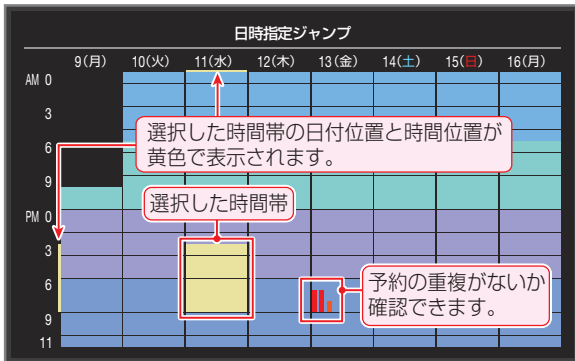 日時指定ジャンプ
9(月) 10(火) 11(水) 12(木) 13(金) 14(土) 15(日) 16(月)
AM 0
3
選択した時間帯の日付位置と時間位置が
6
黄色で表示されます。
9
選択した時間帯
PM 0
3
6
予約の重複がないか
確認できます。
9
11